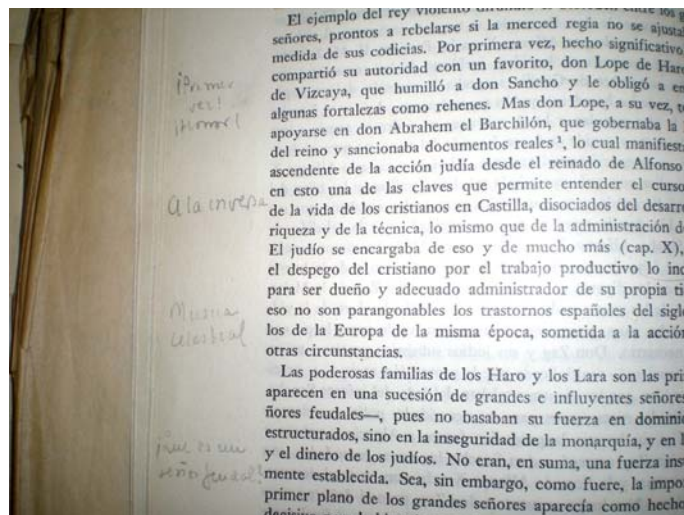 El ejemplo del rey violento
señores, prontos a rebelarse si la merced regia no se ajusta
medida de sus codicias. Por primera vez, hecho significativo
compartió su autoridad con un favorito, don Lope de Har
de Vizcaya, que humilló a don Sancho y le obligó a e
algunas fortalezas como rehenes. Mas don Lope, a su vez, t
apoyarse en don Abrahem el Barchilón, que gobernaba la
del reino y sancionaba documentos reales ¹, lo cual manifiest
ascendente de la acción judía desde el reinado de Alfonso
en esto una de las claves que permite entender el curso
de la vida de los cristianos en Castilla, disociados del desarr
riqueza y de la técnica, lo mismo que de la administración d
El judío se encargaba de eso y de mucho más (cap. X),
el despego del cristiano por el trabajo productivo lo in
para ser dueño y adecuado administrador de su propia ti
eso no son parangonables los trastornos españoles del sigl
los de la Europa de la misma época, sometida a la acció
otras circunstancias.
Las poderosas familias de los Haro y los Lara son las pri
aparecen en una sucesión de grandes e influyentes señore
ñores feudales—, pues no basaban su fuerza en domini
estructurados, sino en la inseguridad de la monarquía, y en l
y el dinero de los judíos. No eran, en suma, una fuerza ins
mente establecida. Sea, sin embargo, como fuere, la impo
primer plano de los grandes señores aparecía como hecho
¡Primer
vez!
¡Horror!
A la inversa
Música
celestial
¿Que es un
señor feudal?